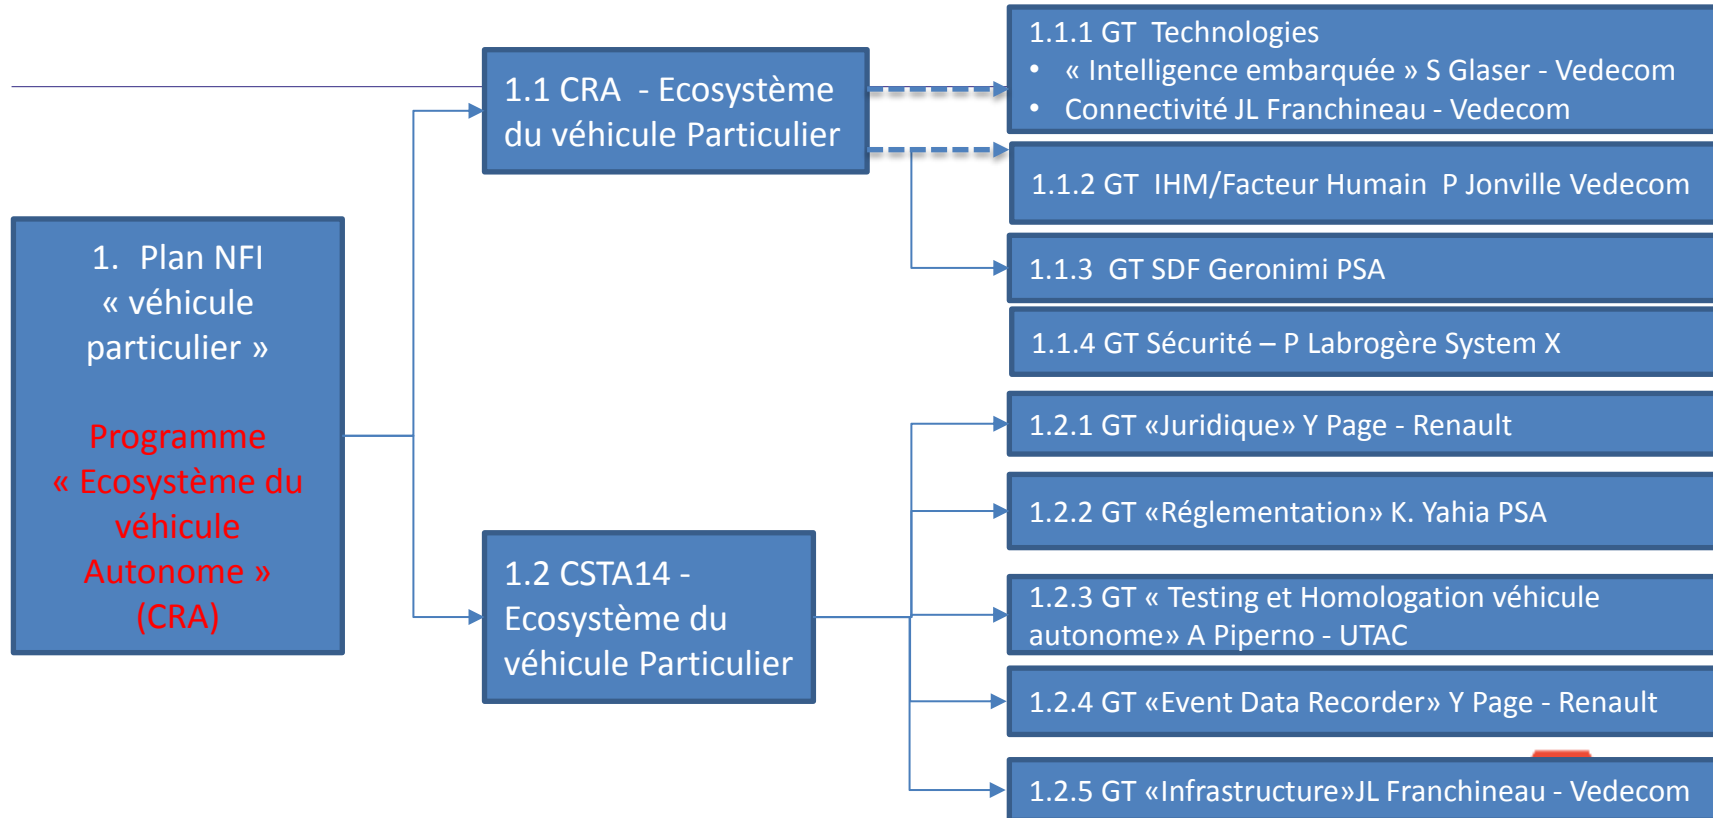 1. Plan NFI
« véhicule
particulier »
Programme
« Ecosystème du
véhicule
Autonome »
(CRA)
1.1 CRA - Ecosystème
du véhicule Particulier
1.2 CSTA14 -
Ecosystème du
véhicule Particulier
1.1.1 GT Technologies
• « Intelligence embarquée » S Glaser - Vedecom
• Connectivité JL Franchineau - Vedecom
1.1.2 GT IHM/Facteur Humain P Jonville Vedecom
1.1.3 GT SDF Geronimi PSA
1.1.4 GT Sécurité – P Labrogère System X
1.2.1 GT «Juridique» Y Page - Renault
1.2.2 GT «Réglementation» K. Yahia PSA
1.2.3 GT « Testing et Homologation véhicule
autonome» A Piperno - UTAC
1.2.4 GT «Event Data Recorder» Y Page - Renault
1.2.5 GT «Infrastructure»JL Franchineau - Vedecom